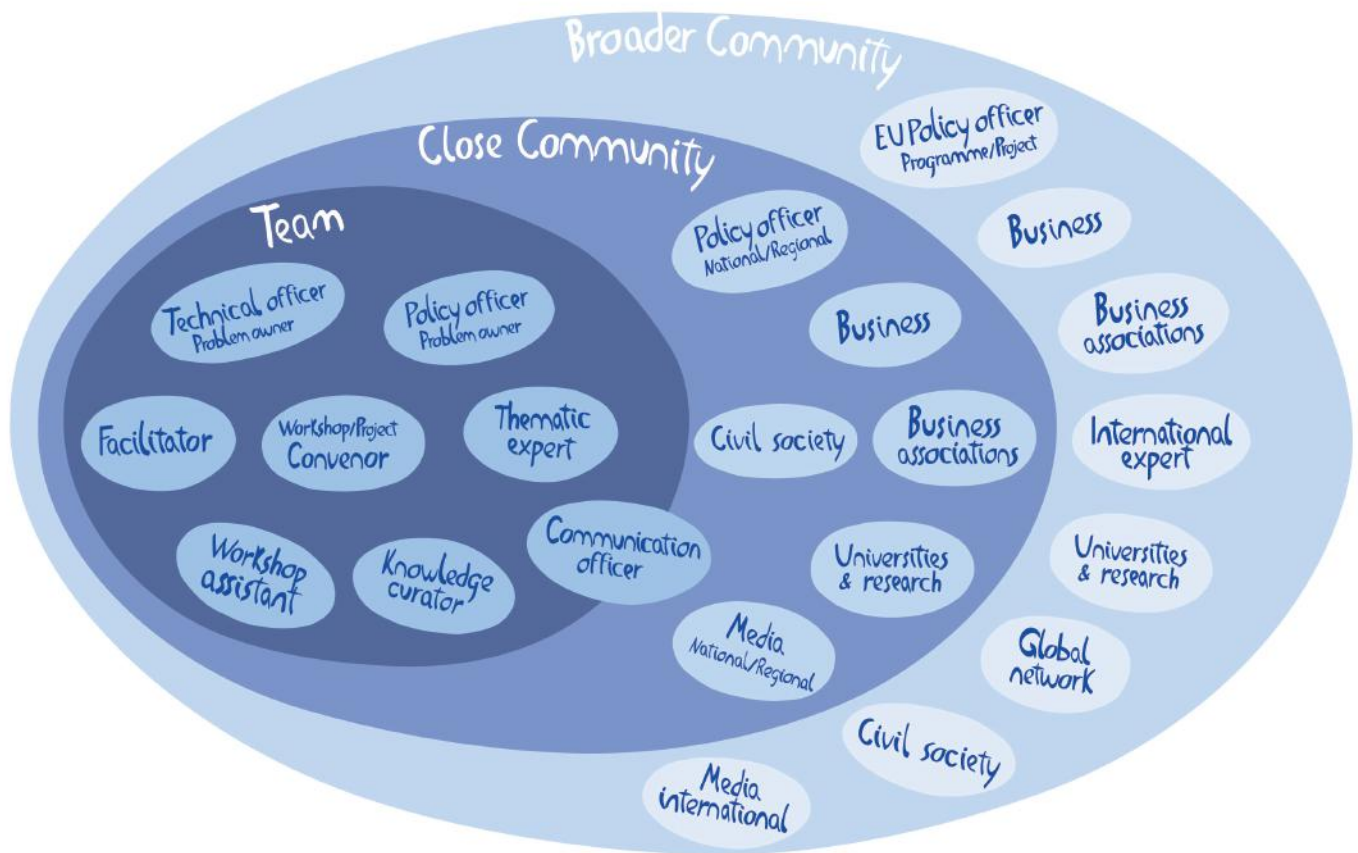 Broader Community
Close Community
Team
Technical officer
Problem owner
Policy officer
Problem owner
Facilitator
Workshop/Project
Convenor
Thematic
expert
Workshop
assistant
Knowledge
curator
Communication
officer
Policy officer
National/Regional
Business
Civil society
Business
associations
Universities
& research
Media
National/Regional
EU Policy officer
Programme/Project
Business
Business
associations
International
expert
Universities
& research
Global
network
Civil society
Media
international